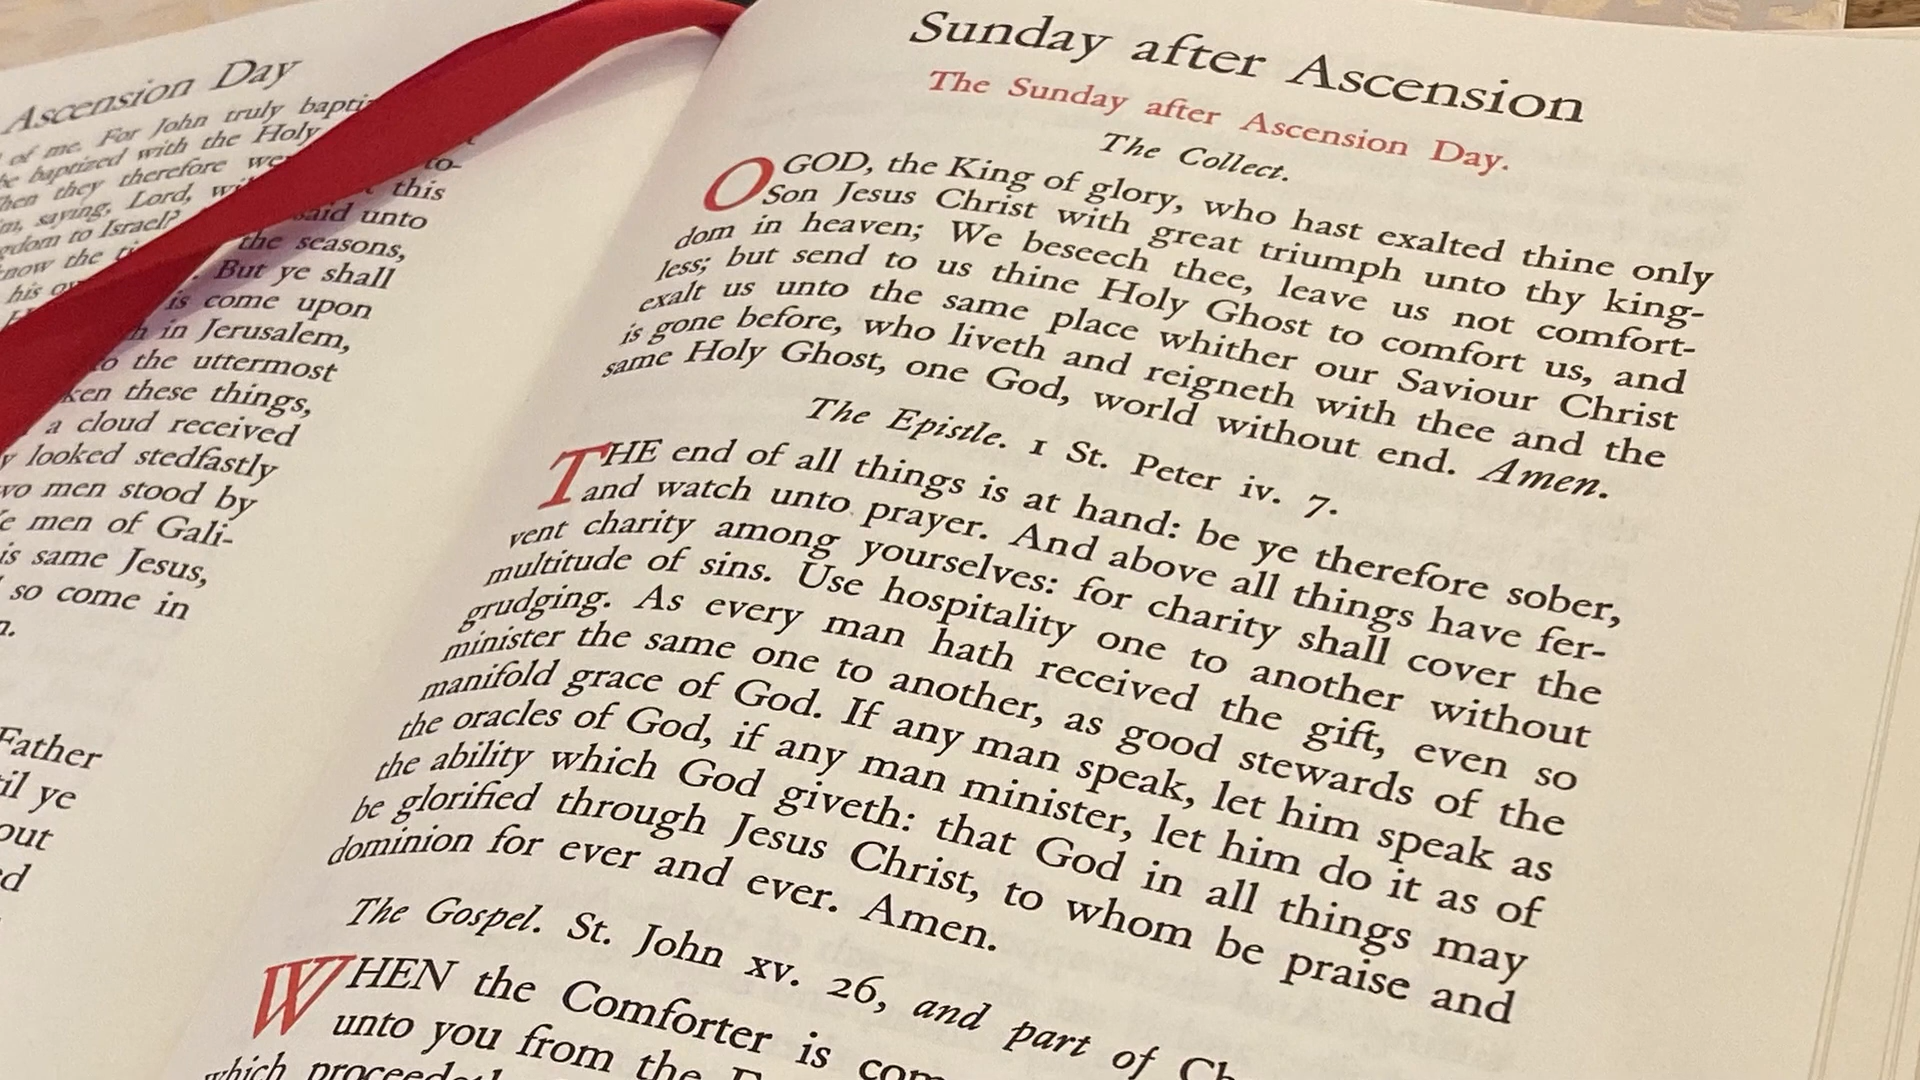 Ascension Day
of me. For John truly
be baptized with the Holy
they therefore
saying, Lord,
to- 
this
to Israel?
said unto
know the
the seasons,
his
But ye shall
is come upon
in Jerusalem,
the uttermost
these things,
a cloud received
looked stedfastly
men stood by
men of Gali-
same Jesus,
so come in
Father
ye
Sunday after Ascension
The Sunday after Ascension Day.
The Collect.
O GOD, the King of glory, who hast exalted thine only
Son Jesus Christ with great triumph unto thy king-
dom in heaven; We beseech thee, leave us not comfort-
less; but send to us thine Holy Ghost to comfort us, and
exalt us unto the same place whither our Saviour Christ
is gone before, who liveth and reigneth with thee and the
same Holy Ghost, one God, world without end. Amen.
The Epistle. 1 St. Peter iv. 7.
THE end of all things is at hand: be ye therefore sober,
and watch unto prayer. And above all things have fer-
vent charity among yourselves: for charity shall cover the
multitude of sins. Use hospitality one to another without
grudging. As every man hath received the gift, even so
minister the same one to another, as good stewards of the
manifold grace of God. If any man speak, let him speak as
the oracles of God, if any man minister, let him do it as of
the ability which God giveth: that God in all things may
be glorified through Jesus Christ, to whom be praise and
dominion for ever and ever. Amen.
The Gospel. St. John xv. 26, and part of
WHEN the Comforter is
unto you from the
which